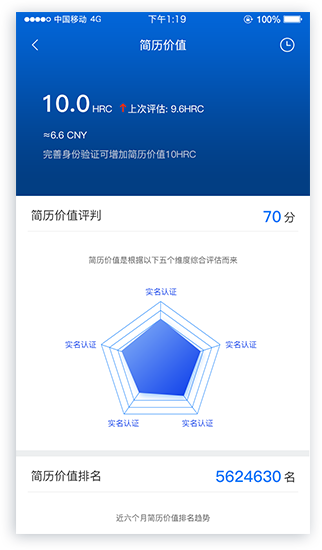 中国移动 4G 下午1:19 100%
简历价值
10.0 HRC 上次评估: 9.6HRC
≈6.6 CNY
完善身份验证可增加简历价值10HRC
简历价值评判 70 分
简历价值是根据以下五个维度综合评估而来
实名认证
实名认证 实名认证
实名认证 实名认证
简历价值排名 5624630 名
近六个月简历价值排名趋势